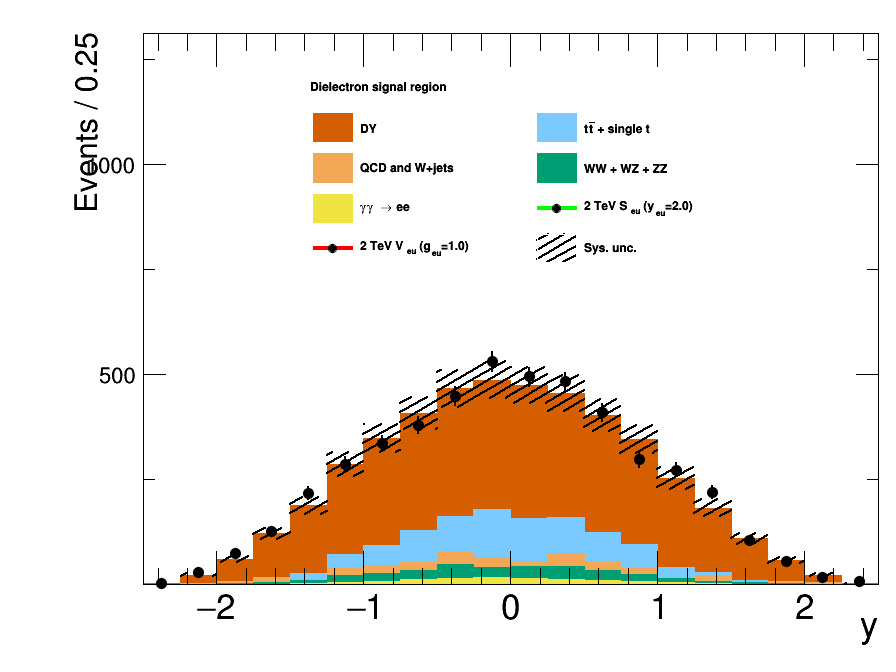 Events / 0.25
1000
500
Dielectron signal region
DY
tt̅ + single t
QCD and W+jets
WW + WZ + ZZ
γγ → ee
2 TeV S eu (y eu=2.0)
2 TeV V eu (g eu=1.0)
Sys. unc.
−2 −1 0 1 2
y